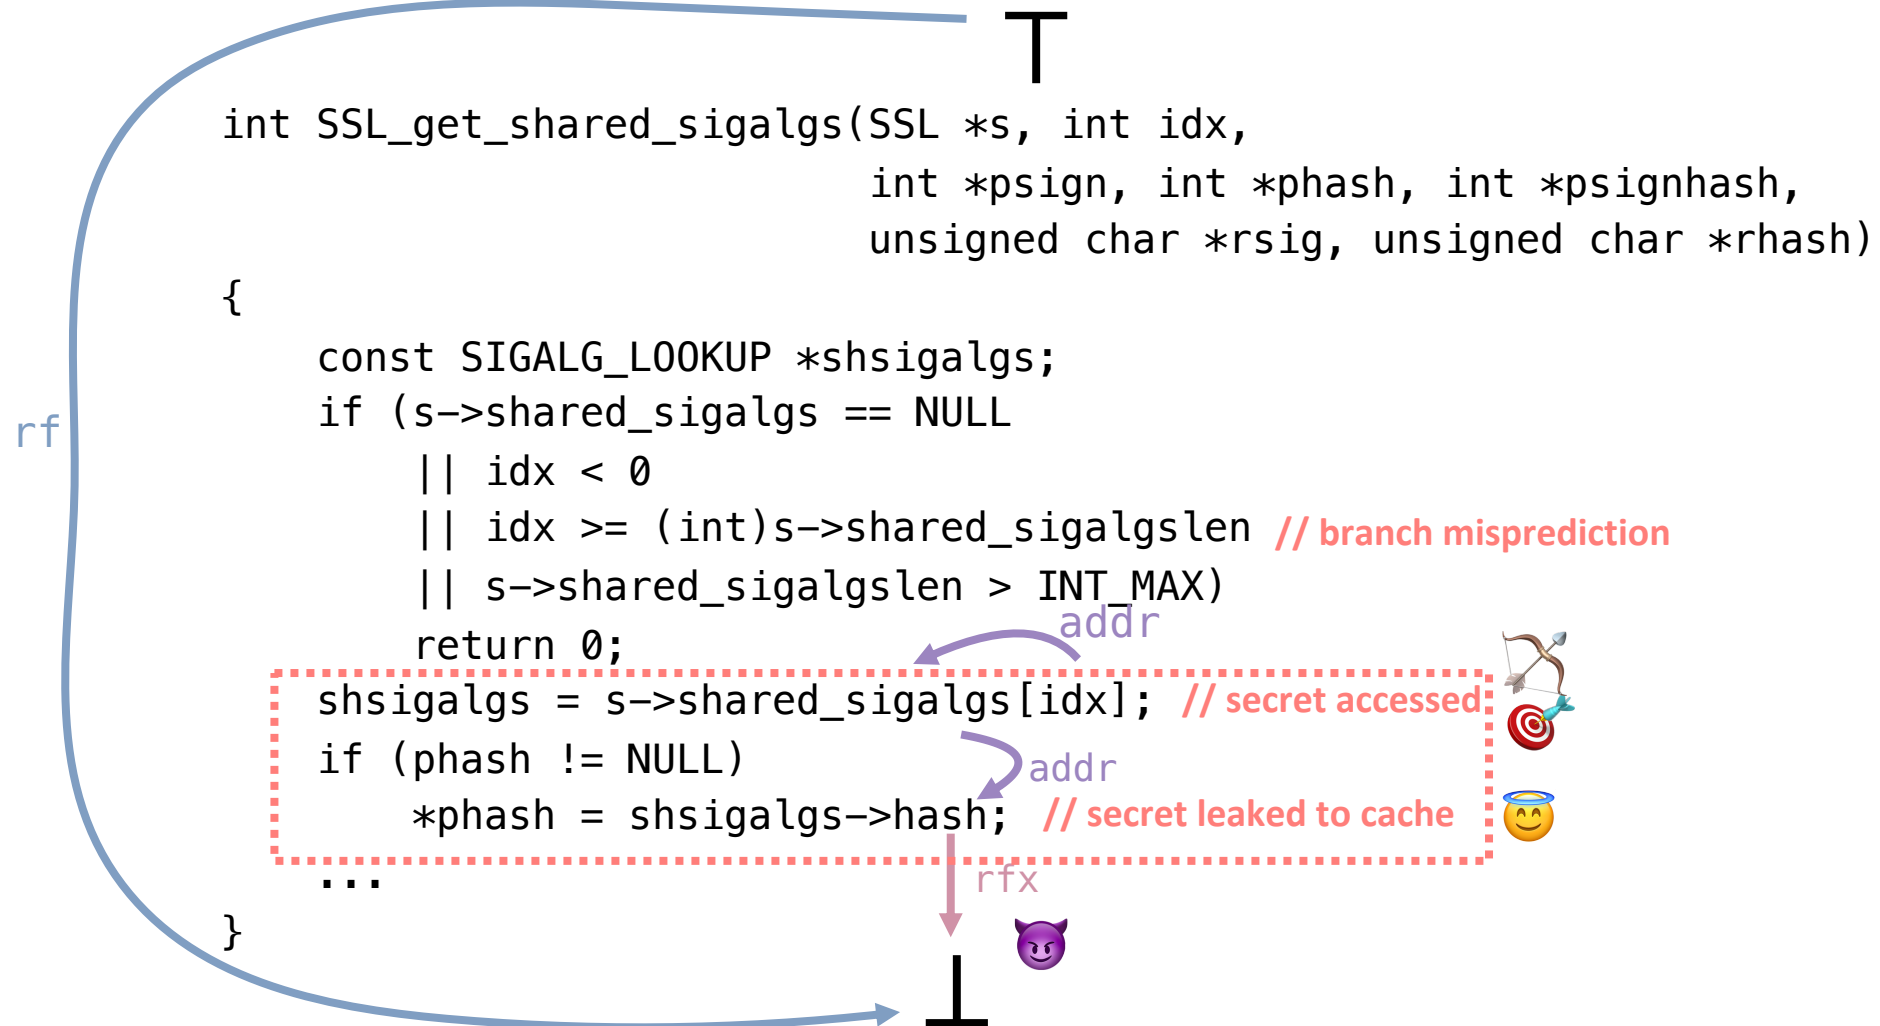 ⊤
int SSL_get_shared_sigalgs(SSL *s, int idx,
int *psign, int *phash, int *psignhash,
unsigned char *rsig, unsigned char *rhash)
{
const SIGALG_LOOKUP *shsigalgs;
if (s->shared_sigalgs == NULL
rf
|| idx < 0
|| idx >= (int)s->shared_sigalgslen // branch misprediction
|| s->shared_sigalgslen > INT_MAX)
addr
return 0;
shsigalgs = s->shared_sigalgs[idx]; // secret accessed
if (phash != NULL)
addr
*phash = shsigalgs->hash; // secret leaked to cache
...
rfx
}
⊥